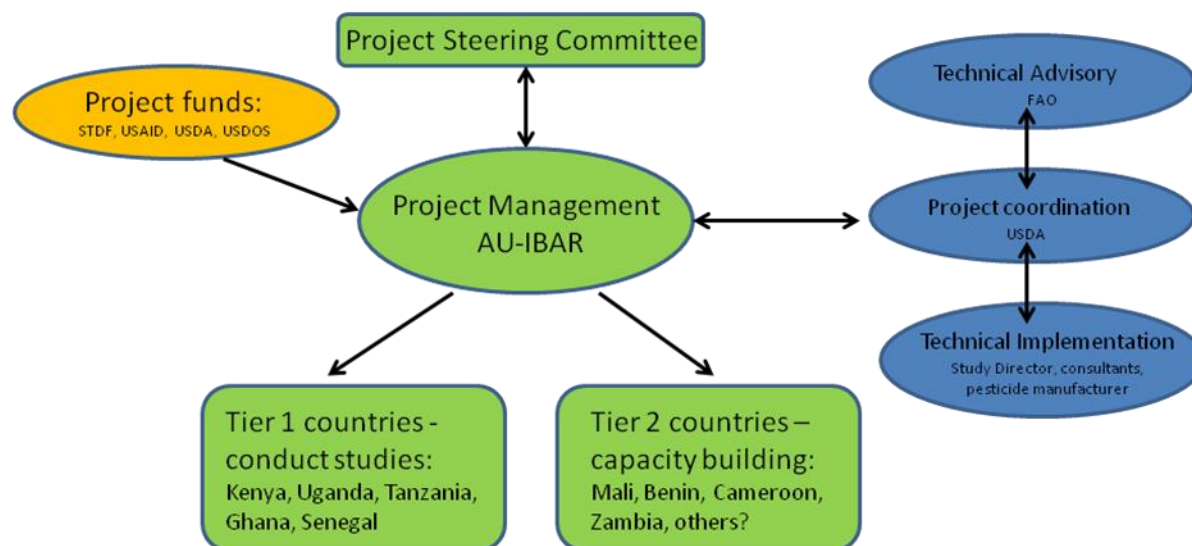 Project Steering Committee
Project funds:
STDF, USAID, USDA, USDOS
Technical Advisory
FAO
Project Management
AU-IBAR
Project coordination
USDA
Technical Implementation
Study Director, consultants,
pesticide manufacturer
Tier 1 countries -
conduct studies:
Kenya, Uganda, Tanzania,
Ghana, Senegal
Tier 2 countries –
capacity building:
Mali, Benin, Cameroon,
Zambia, others?